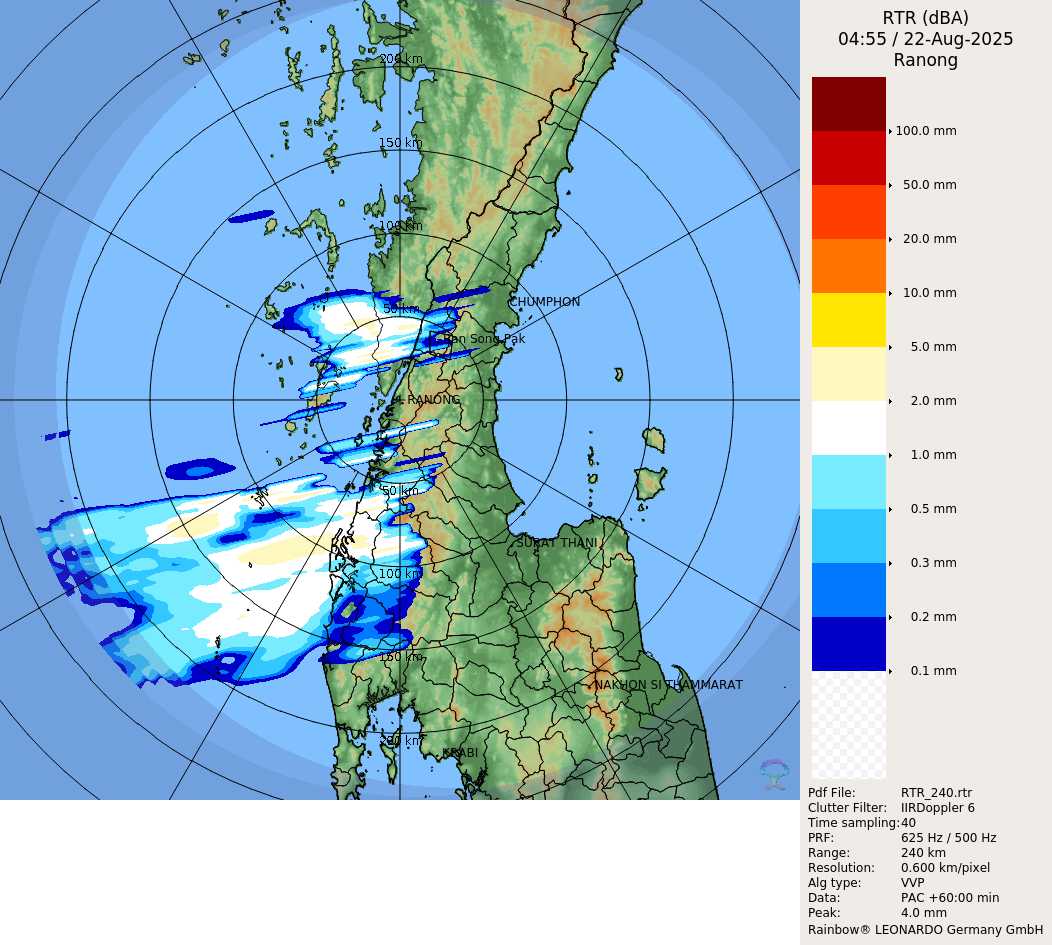 RTR (dBA)
04:55 / 22-Aug-2025
Ranong
100.0 mm
50.0 mm
20.0 mm
10.0 mm
5.0 mm
2.0 mm
1.0 mm
0.5 mm
0.3 mm
0.2 mm
0.1 mm
Pdf File: RTR_240.rtr
Clutter Filter: IIRDoppler 6
Time sampling:40
PRF: 625 Hz / 500 Hz
Range: 240 km
Resolution: 0.600 km/pixel
Alg type: VVP
Data: PAC +60:00 min
Peak: 4.0 mm
Rainbow® LEONARDO Germany GmbH
200 km
150 km
100 km
CHUMPHON
50 km
Ban Song Pak
RANONG
50 km
SURAT THANI
100 km
150 km
NAKHON SI THAMMARAT
200 km
KRABI